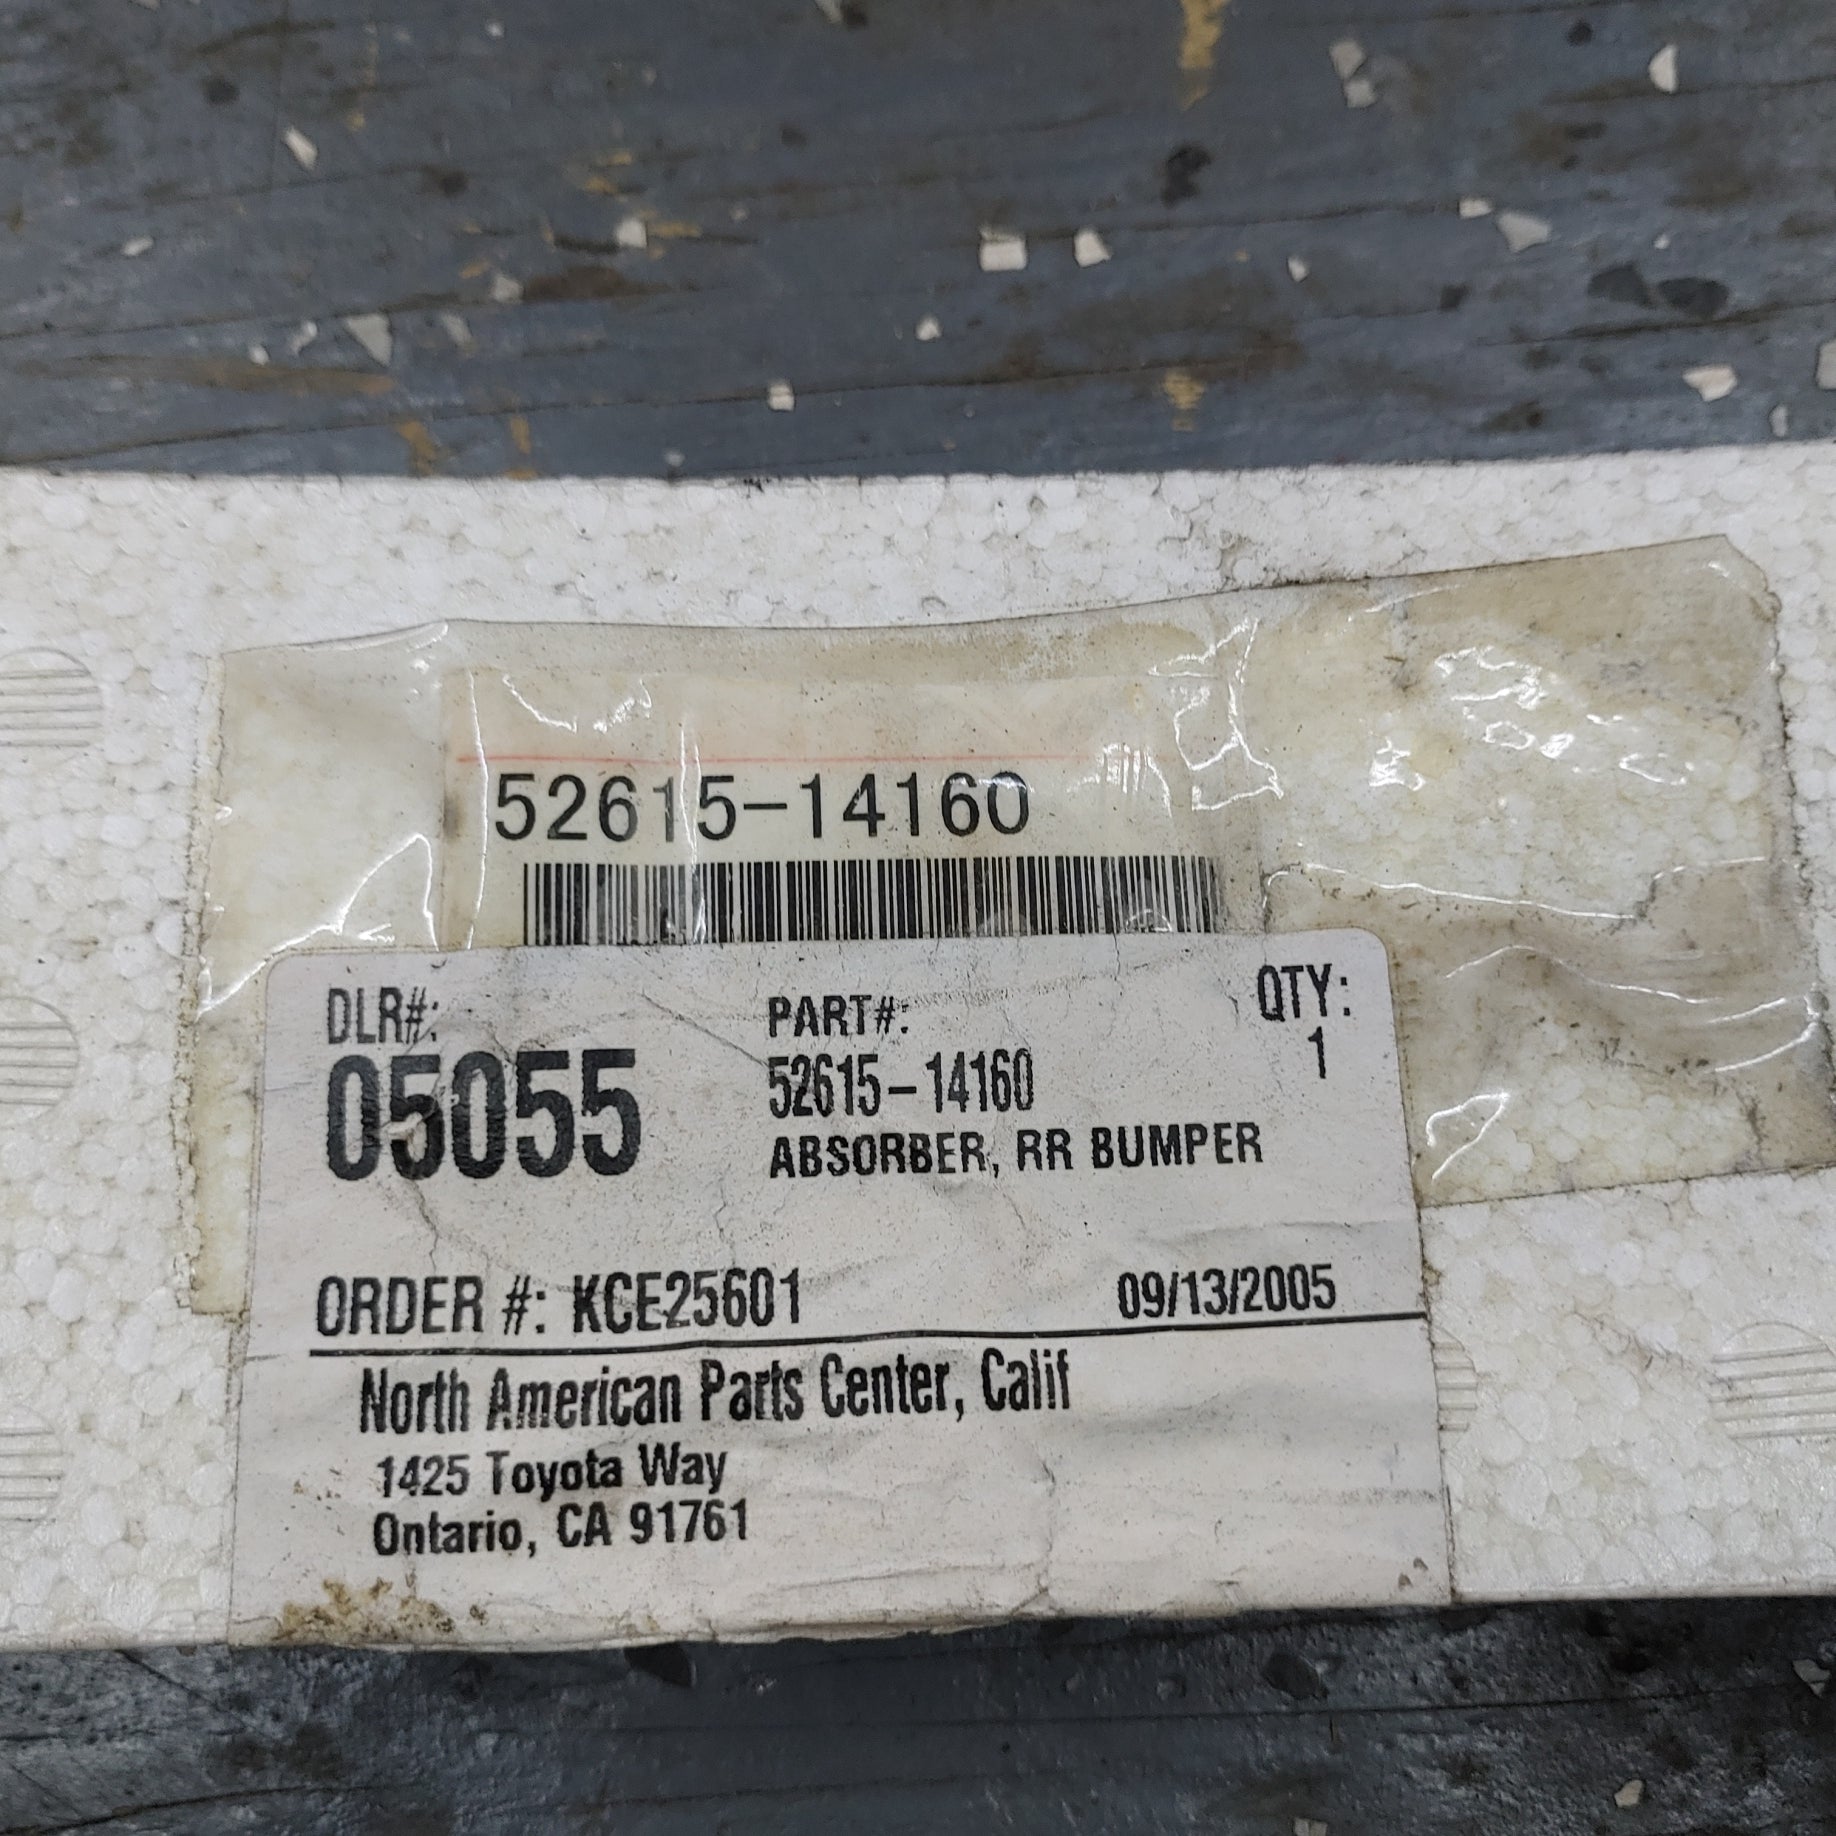 52615-14160
DLR#: PART#: QTY:
05055 52615-14160 1
ABSORBER, RR BUMPER
ORDER #: KCE25601 09/13/2005
North American Parts Center, Calif
1425 Toyota Way
Ontario, CA 91761